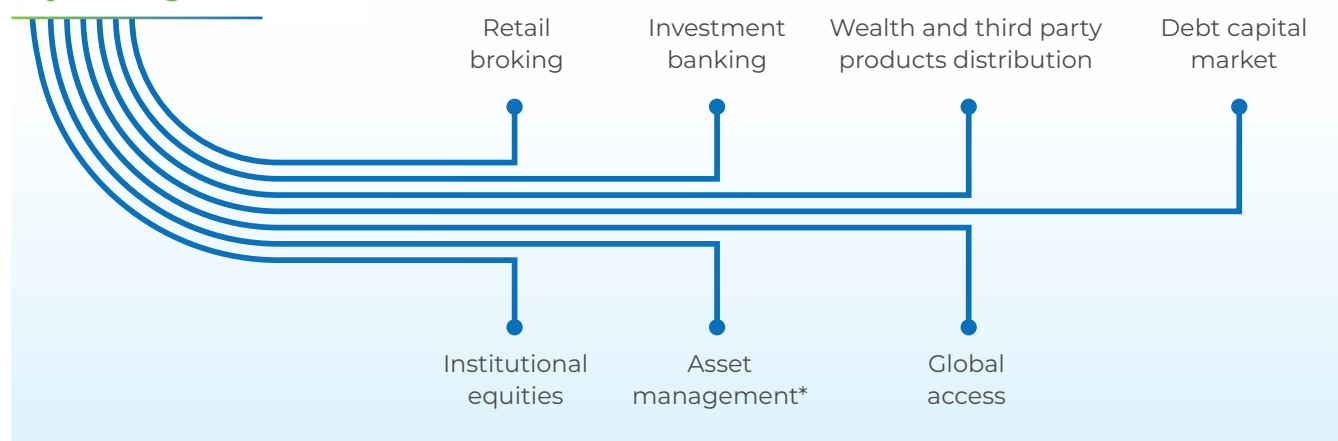 Retail
broking
Investment
banking
Wealth and third party
products distribution
Debt capital
market
Institutional
equities
Asset
management*
Global
access